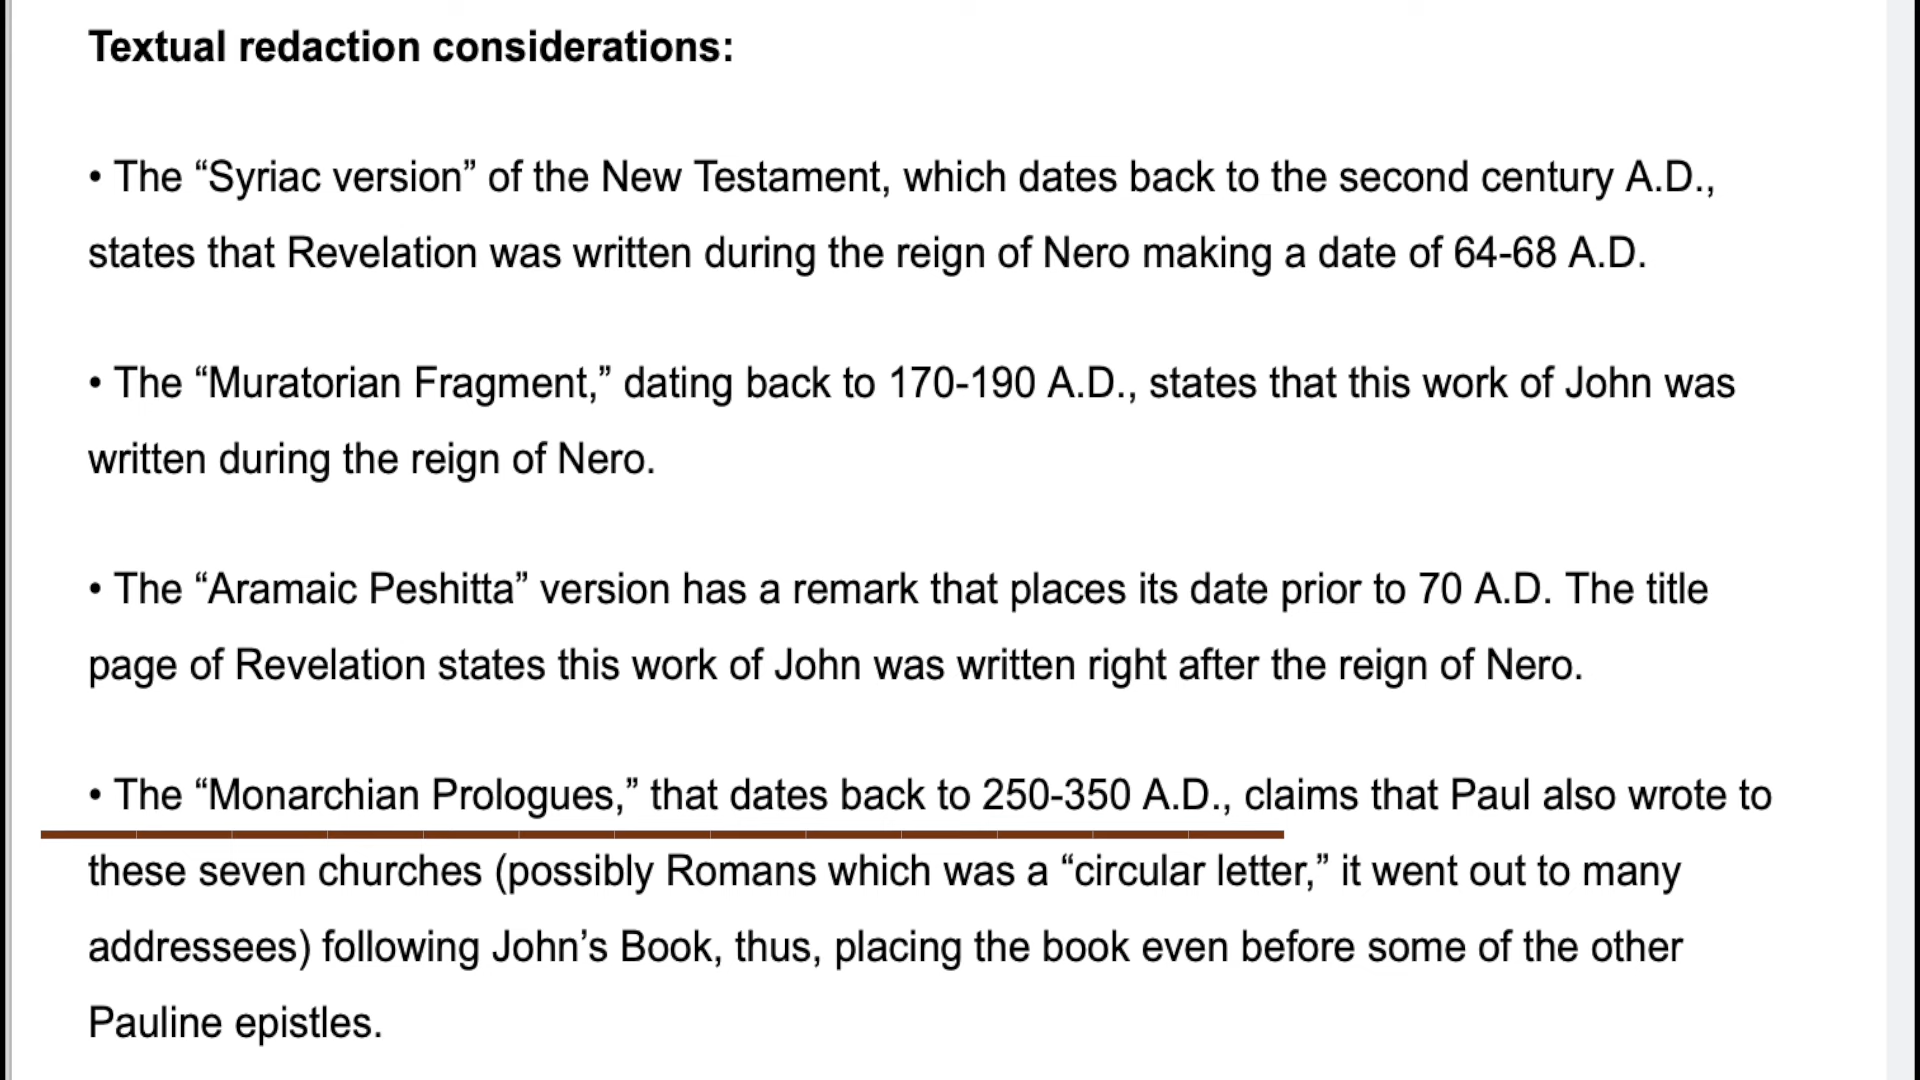 Textual redaction considerations:
• The “Syriac version” of the New Testament, which dates back to the second century A.D.,
states that Revelation was written during the reign of Nero making a date of 64-68 A.D.
• The “Muratorian Fragment,” dating back to 170-190 A.D., states that this work of John was
written during the reign of Nero.
• The “Aramaic Peshitta” version has a remark that places its date prior to 70 A.D. The title
page of Revelation states this work of John was written right after the reign of Nero.
• The “Monarchian Prologues,” that dates back to 250-350 A.D., claims that Paul also wrote to
these seven churches (possibly Romans which was a “circular letter,” it went out to many
addressees) following John’s Book, thus, placing the book even before some of the other
Pauline epistles.